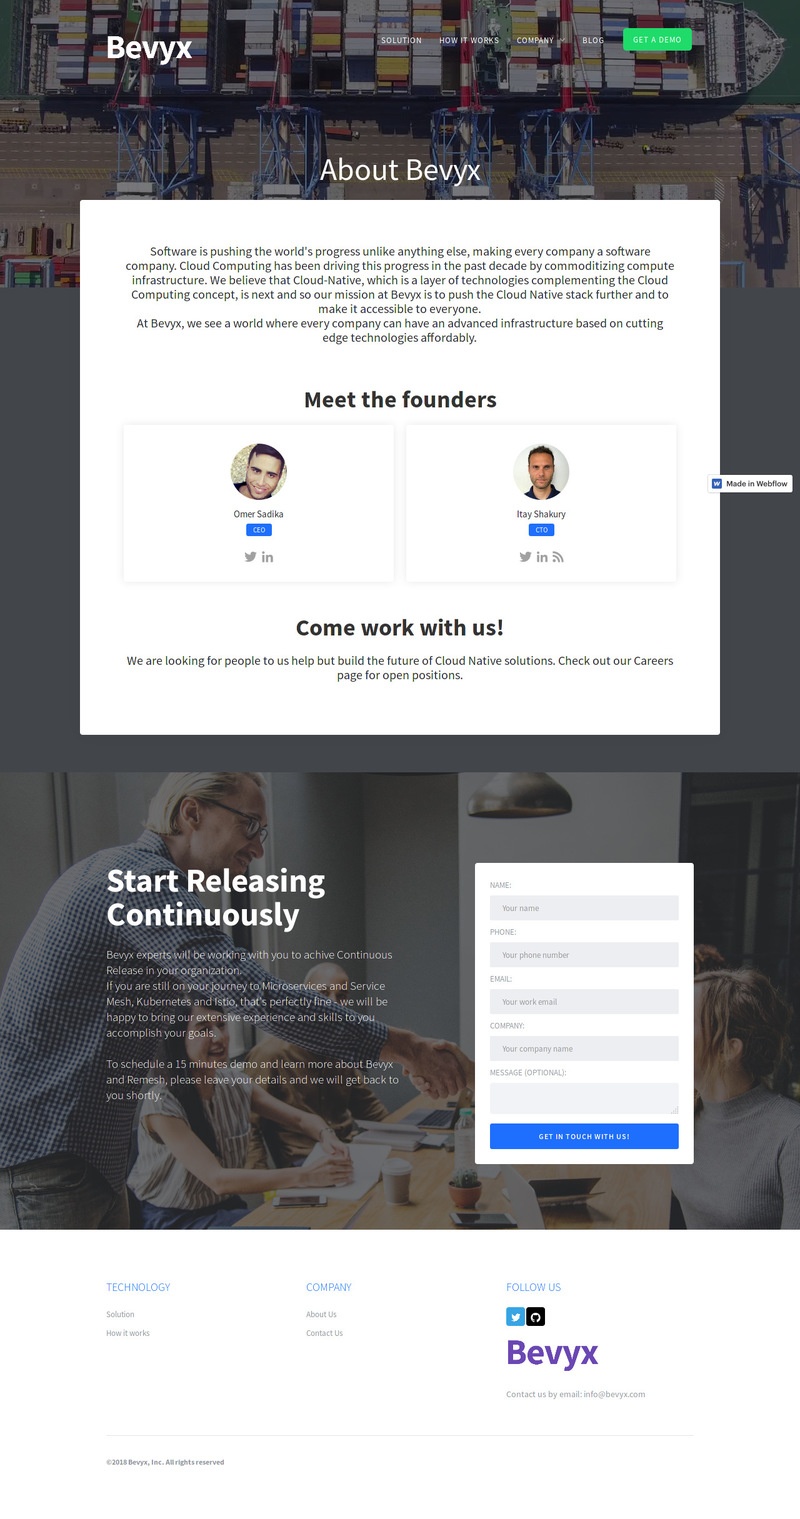 Bevyx
SOLUTION
HOW IT WORKS
COMPANY
BLOG
GET A DEMO
About Bevyx
Software is pushing the world's progress unlike anything else, making every company a software
company. Cloud Computing has been driving this progress in the past decade by commoditizing compute
infrastructure. We believe that Cloud-Native, which is a layer of technologies complementing the Cloud
Computing concept, is next and so our mission at Bevyx is to push the Cloud Native stack further and to
make it accessible to everyone.
At Bevyx, we see a world where every company can have an advanced infrastructure based on cutting
edge technologies affordably.
Meet the founders
Omer Sadika
CEO
Itay Shakury
CTO
Made in Webflow
Come work with us!
We are looking for people to us help but build the future of Cloud Native solutions. Check out our Careers
page for open positions.
Start Releasing
Continuously
Bevyx experts will be working with you to achive Continuous
Release in your organization.
If you are still on your journey to Microservices and Service
Mesh, Kubernetes and Istio, that's perfectly fine - we will be
happy to bring our extensive experience and skills to you
accomplish your goals.
To schedule a 15 minutes demo and learn more about Bevyx
and Remesh, please leave your details and we will get back to
you shortly.
NAME:
Your name
PHONE:
Your phone number
EMAIL:
Your work email
COMPANY:
Your company name
MESSAGE (OPTIONAL):
GET IN TOUCH WITH US!
TECHNOLOGY
Solution
How it works
COMPANY
About Us
Contact Us
FOLLOW US
Bevyx
Contact us by email: info@bevyx.com
©2018 Bevyx, Inc. All rights reserved